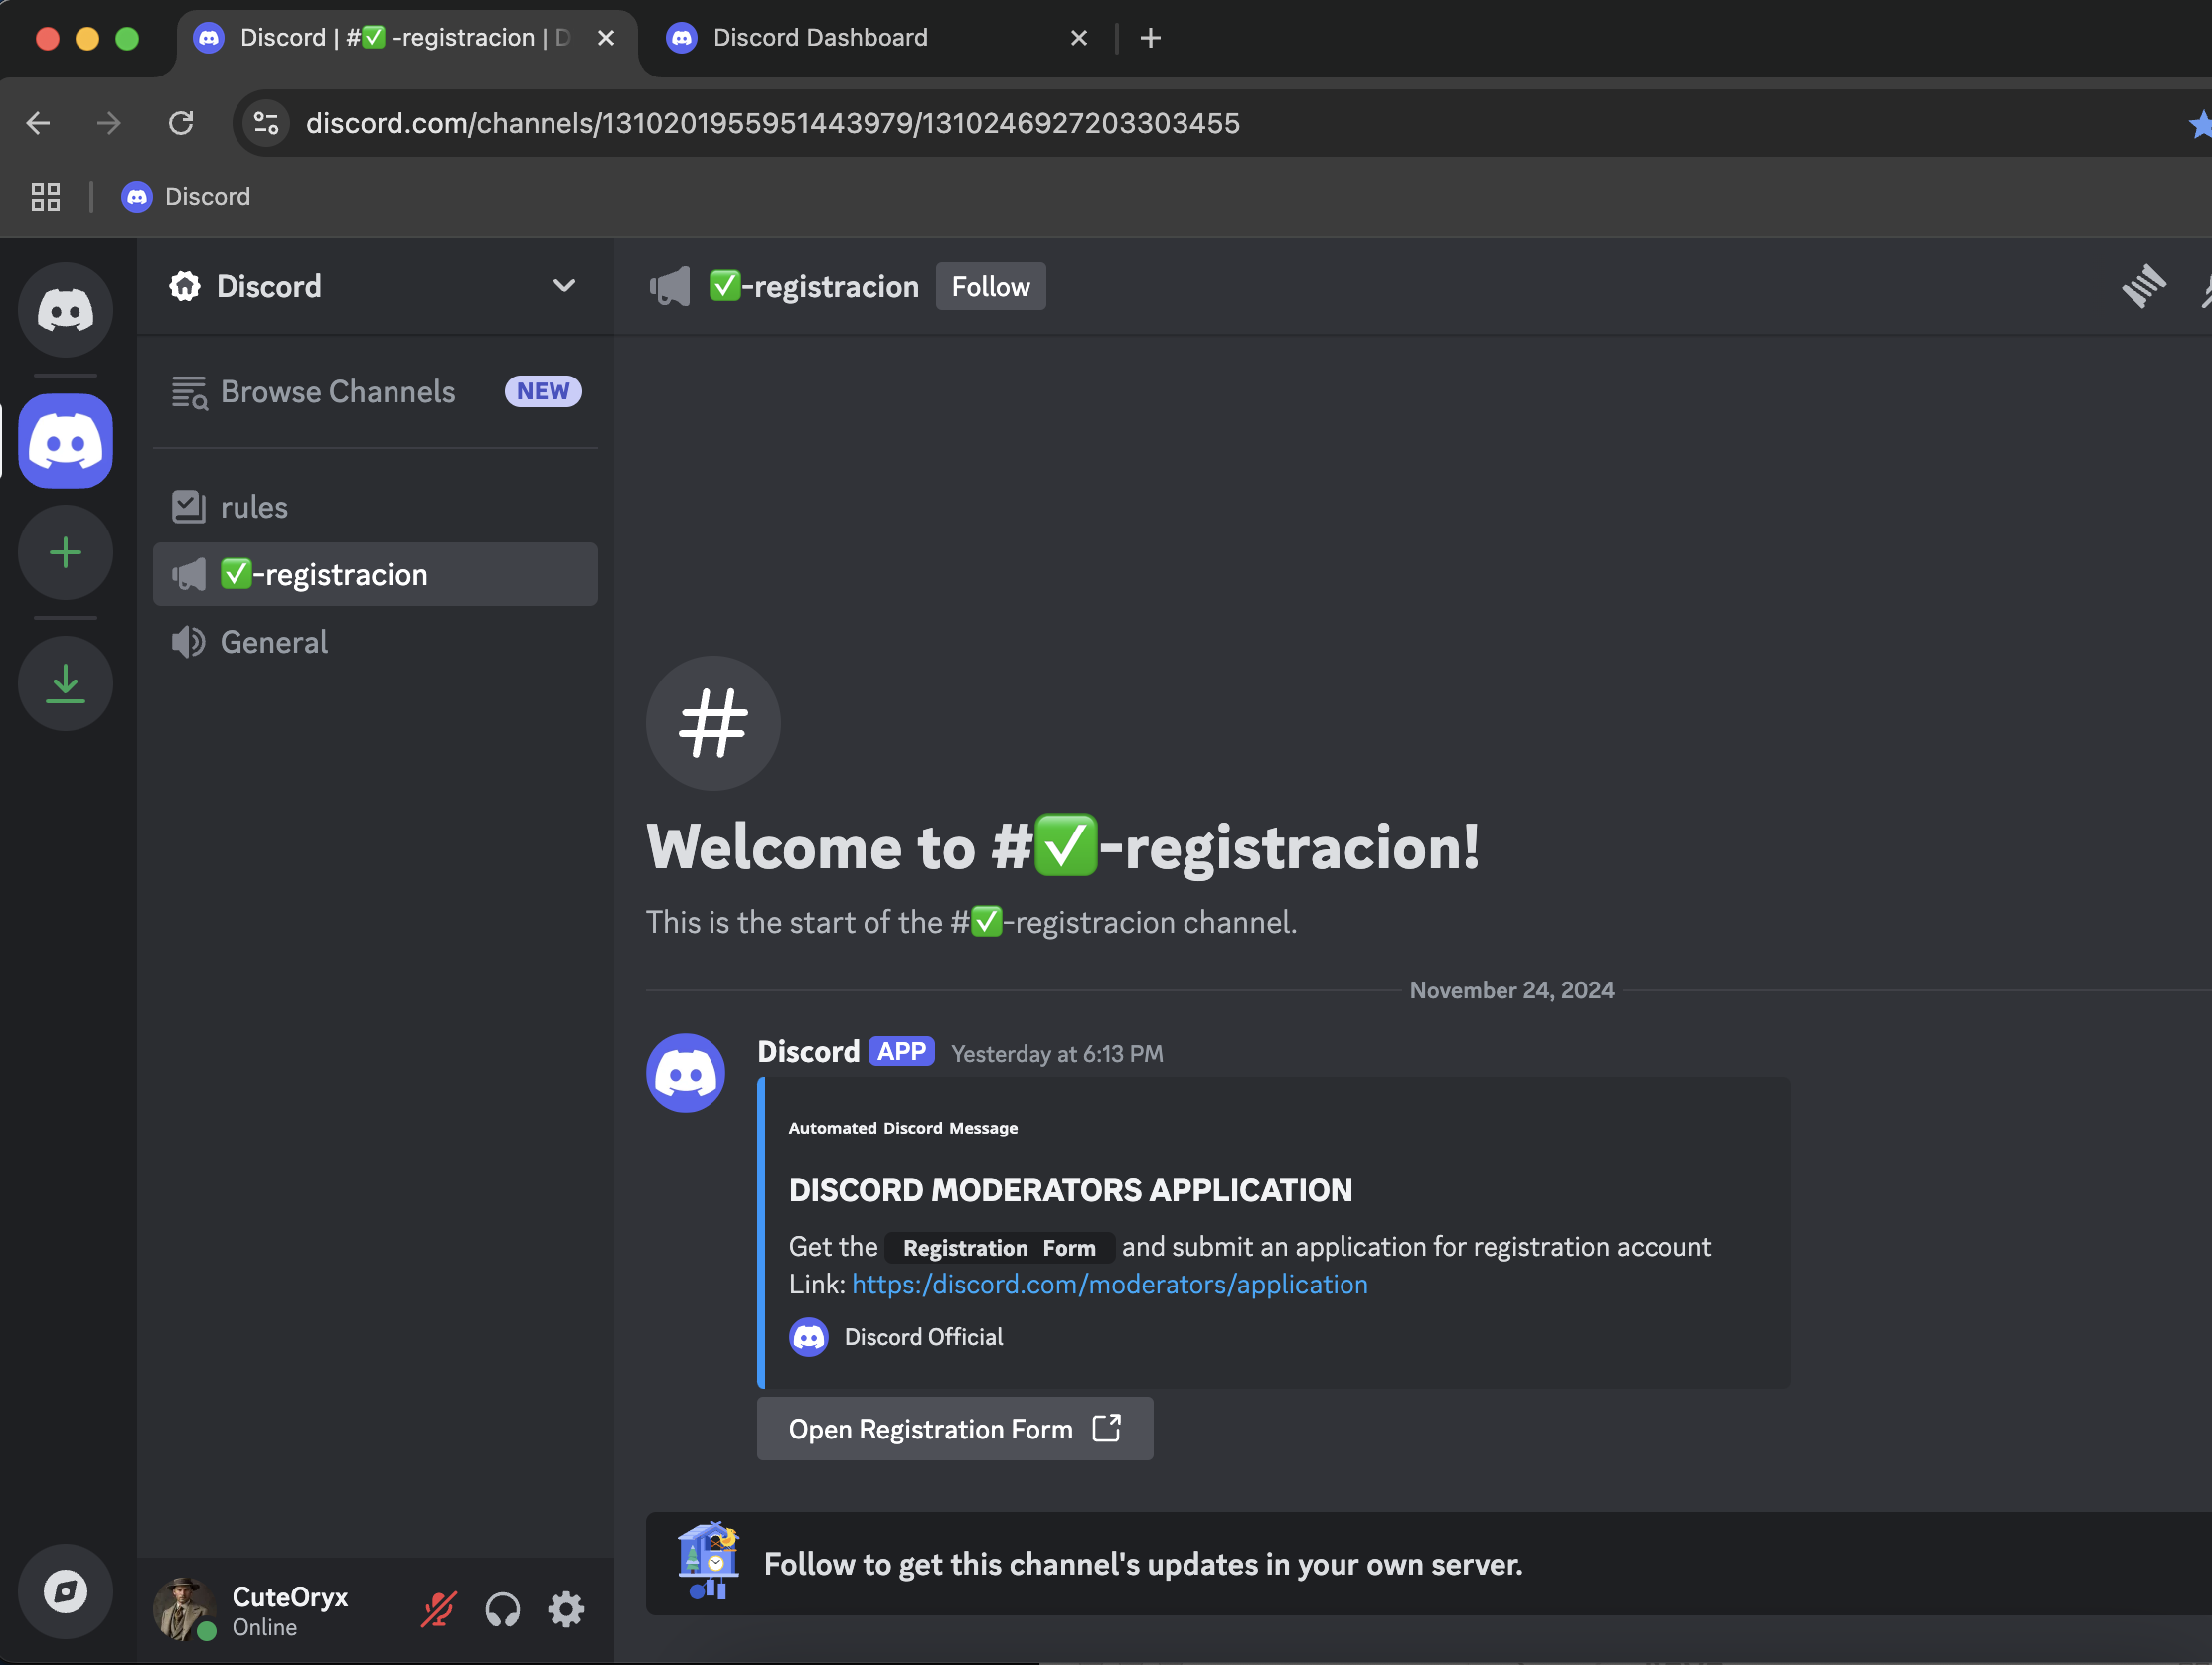 Discord | #✅ -registracion | D
Discord Dashboard
discord.com/channels/1310201955951443979/1310246927203303455
Discord
Discord
✅-registracion
Follow
Browse Channels
NEW
rules
✅-registracion
General
Welcome to #✅-registracion!
This is the start of the #✅-registracion channel.
November 24, 2024
Discord APP Yesterday at 6:13 PM
Automated Discord Message
DISCORD MODERATORS APPLICATION
Get the Registration Form and submit an application for registration account
Link: https:/discord.com/moderators/application
Discord Official
Open Registration Form
Follow to get this channel's updates in your own server.
CuteOryx
Online